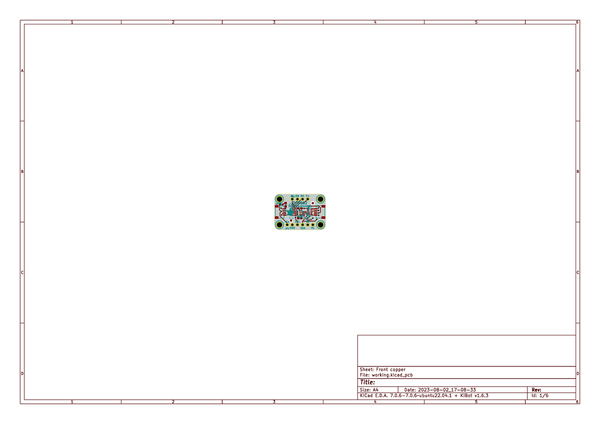 1 2 3 4 5 6
A A
B B
C C
D D
Sheet: Front copper
File: working.kicad_pcb
Title:
Size: A4 Date: 2023-08-02_17-08-33 Rev:
KiCad E.D.A. 7.0.6-7.0.6~ubuntu22.04.1 + KiBot v1.6.3 Id: 1/6
1 2 3 4 5 6